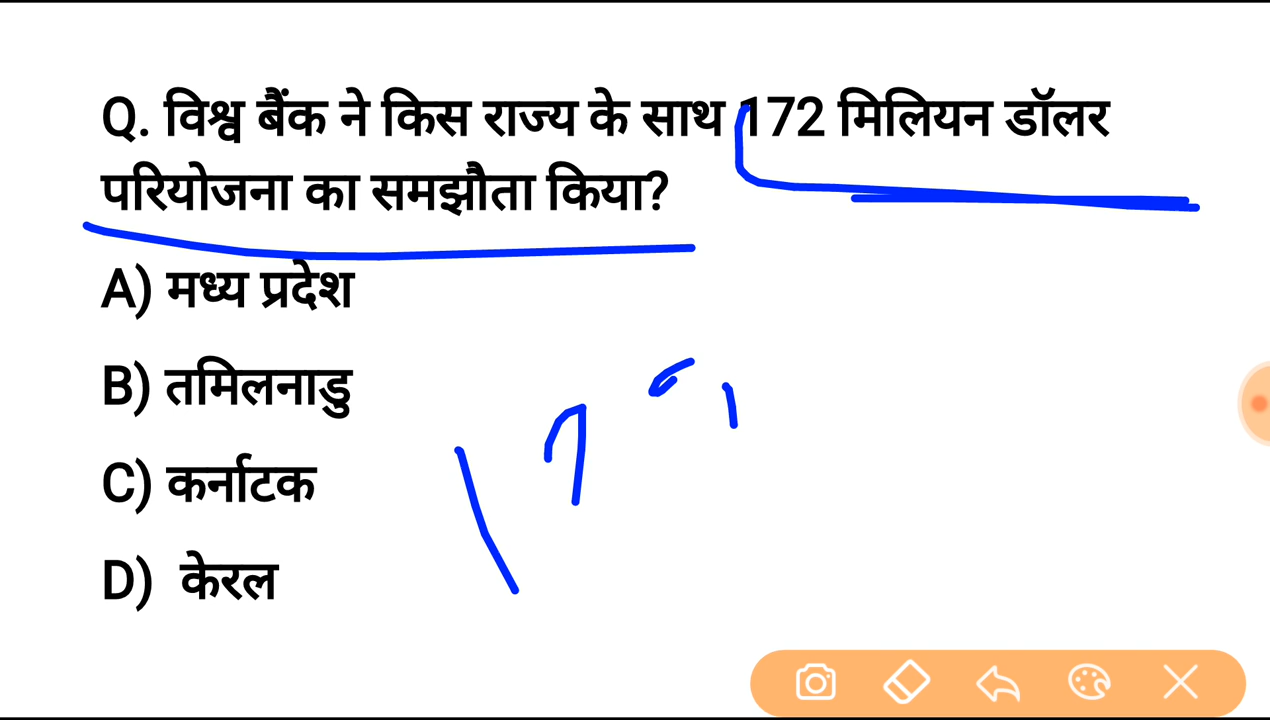 Q. विश्व बैंक ने किस राज्य के साथ 172 मिलियन डॉलर
परियोजना का समझौता किया?
A) मध्य प्रदेश
B) तमिलनाडु
C) कर्नाटक
D) केरल